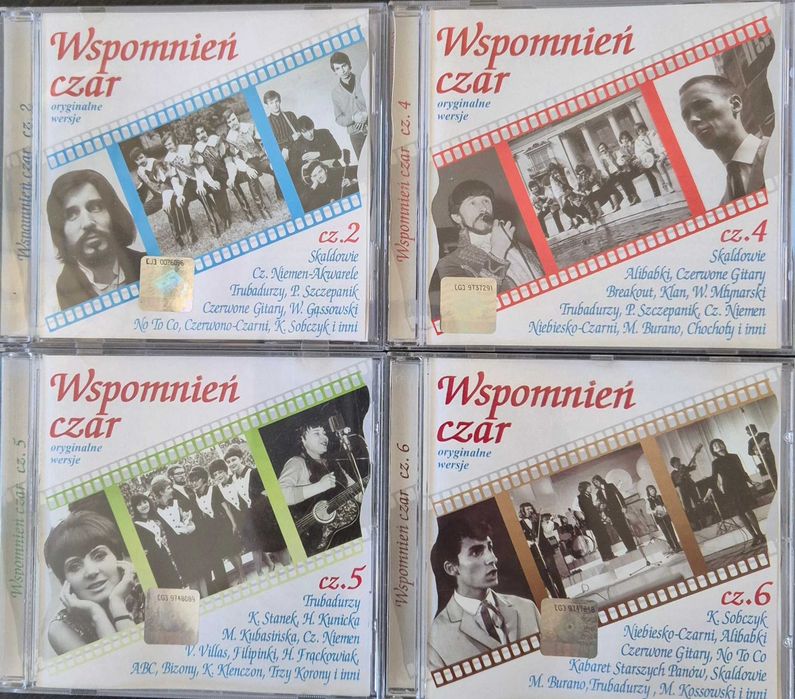 Wspomnień czar cz. 2
Wspomnień
czar
oryginalne
wersje
[J] 0076096
cz.2
Skaldowie
Cz. Niemen-Akwarele
Trubadurzy, P. Szczepanik
Czerwone Gitary, W. Gąssowski
No To Co, Czerwono-Czarni, K. Sobczyk i inni
Wspomnień czar cz. 4
Wspomnień
czar
oryginalne
wersje
[G] 9737291
cz.4
Skaldowie
Alibabki, Czerwone Gitary
Breakout, Klan, W. Młynarski
Trubadurzy, P. Szczepanik, Cz. Niemen
Niebiesko-Czarni, M. Burano, Chochoły i inni
Wspomnień czar cz. 5
Wspomnień
czar
oryginalne
wersje
[G] 9748084
cz.5
Trubadurzy
K. Stanek, H. Kunicka
M. Kubasińska, Cz. Niemen
V. Villas, Filipinki, H. Frąckowiak,
ABC, Bizony, K. Klenczon, Trzy Korony i inni
Wspomnień czar cz. 6
Wspomnień
czar
oryginalne
wersje
cz.6
K. Sobczyk
Niebiesko-Czarni, Alibabki
Czerwone Gitary, No To Co
Kabaret Starszych Panów, Skaldowie
M. Burano, Trubadurzy, M. Kossowski i inni